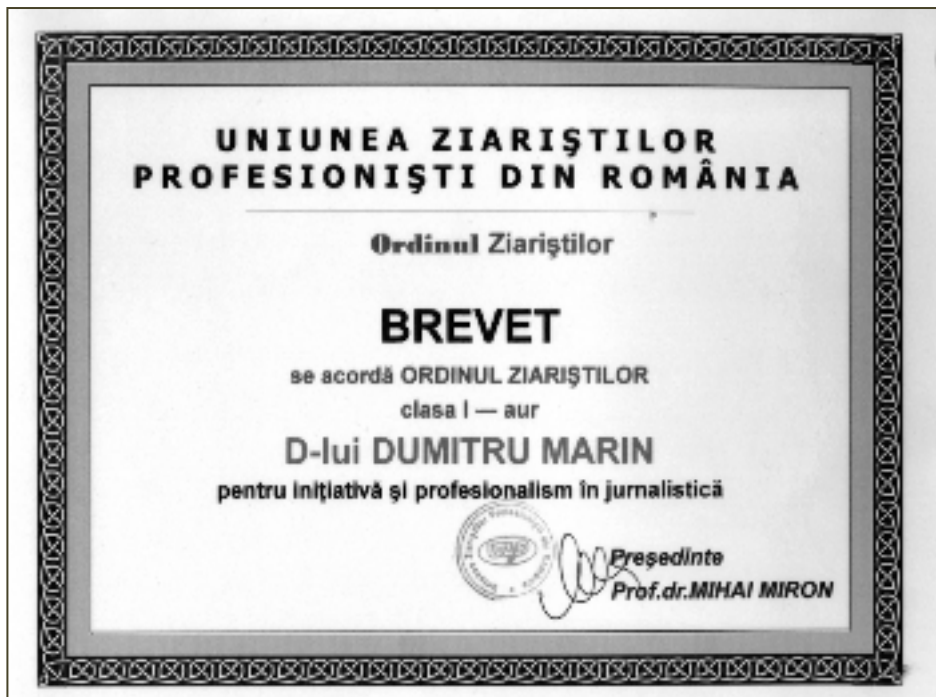 UNIUNEA ZIARIŞTILOR
PROFESIONIŞTI DIN ROMÂNIA
Ordinul Ziariştilor
BREVET
se acordă ORDINUL ZIARIŞTILOR
clasa I — aur
D-lui DUMITRU MARIN
pentru iniţiativă şi profesionalism în jurnalistică
Preşedinte
Prof.dr.MIHAI MIRON